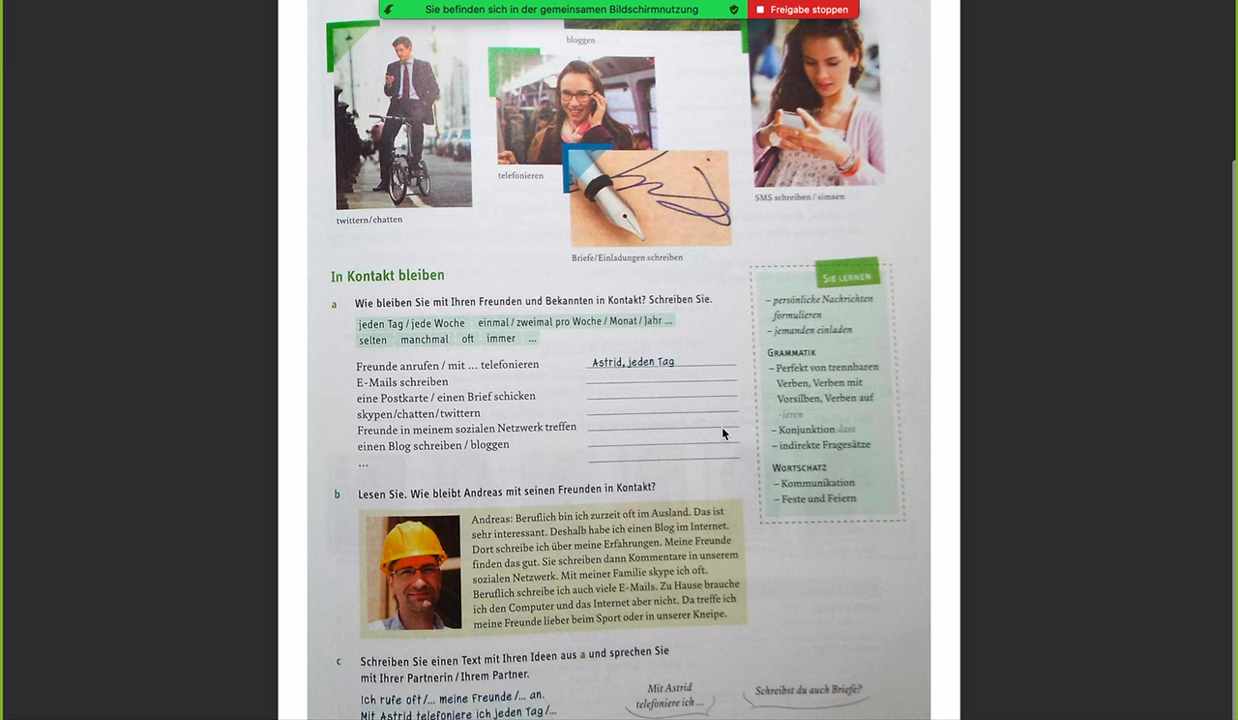 Sie befinden sich in der gemeinsamen Bildschirmnutzung
Freigabe stoppen
bloggen
telefonieren
SMS schreiben / simsen
twittern/chatten
Briefe/Einladungen schreiben
In Kontakt bleiben
a Wie bleiben Sie mit Ihren Freunden und Bekannten in Kontakt? Schreiben Sie.
jeden Tag / jede Woche einmal / zweimal pro Woche / Monat / Jahr ...
selten manchmal oft immer ...
Freunde anrufen / mit ... telefonieren Astrid, jeden Tag
E-Mails schreiben
eine Postkarte / einen Brief schicken
skypen/chatten/twittern
Freunde in meinem sozialen Netzwerk treffen
einen Blog schreiben / bloggen
...
SIE LERNEN
– persönliche Nachrichten
formulieren
– jemanden einladen
GRAMMATIK
– Perfekt von trennbaren
Verben, Verben mit
Vorsilben, Verben auf
-ieren
– Konjunktion dass
– indirekte Fragesätze
WORTSCHATZ
– Kommunikation
– Feste und Feiern
b Lesen Sie. Wie bleibt Andreas mit seinen Freunden in Kontakt?
Andreas: Beruflich bin ich zurzeit oft im Ausland. Das ist
sehr interessant. Deshalb habe ich einen Blog im Internet.
Dort schreibe ich über meine Erfahrungen. Meine Freunde
finden das gut. Sie schreiben dann Kommentare in unserem
sozialen Netzwerk. Mit meiner Familie skype ich oft.
Beruflich schreibe ich auch viele E-Mails. Zu Hause brauche
ich den Computer und das Internet aber nicht. Da treffe ich
meine Freunde lieber beim Sport oder in unserer Kneipe.
c Schreiben Sie einen Text mit Ihren Ideen aus a und sprechen Sie
mit Ihrer Partnerin / Ihrem Partner.
Ich rufe oft/... meine Freunde/... an.
Mit Astrid telefoniere ich jeden Tag/...
Mit Astrid
telefoniere ich ...
Schreibst du auch Briefe?